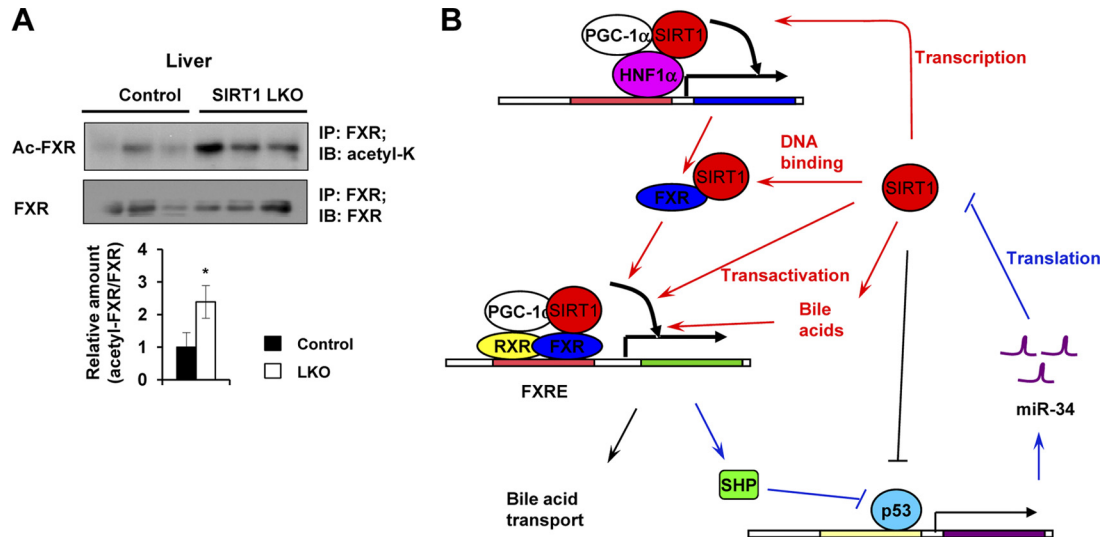 A
Liver
Control
SIRT1 LKO
Ac-FXR
IP: FXR;
IB: acetyl-K
FXR
IP: FXR;
IB: FXR
Relative amount
(acetyl-FXR/FXR)
4
3
2
1
0
*
Control
LKO
B
PGC-1α
SIRT1
HNF1α
Transcription
DNA
binding
SIRT1
FXR
SIRT1
Transactivation
Translation
Bile
acids
PGC-1α
SIRT1
RXR
FXR
FXRE
miR-34
Bile acid
transport
SHP
p53